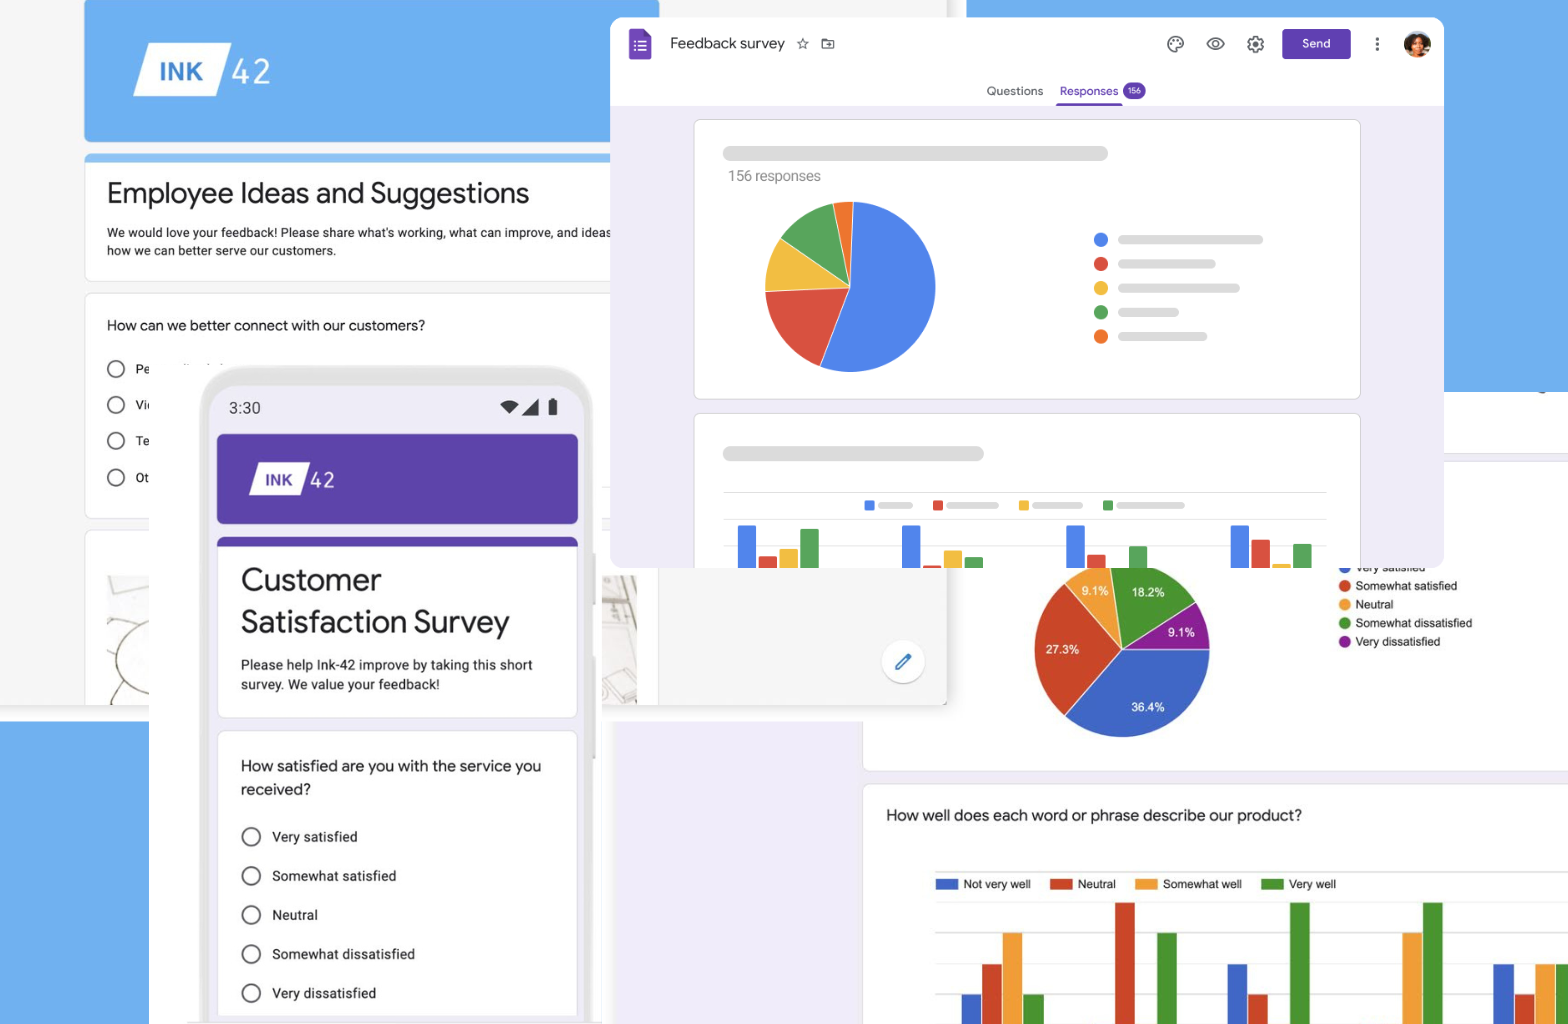 INK 42
Employee Ideas and Suggestions
We would love your feedback! Please share what's working, what can improve, and ideas
how we can better serve our customers.
How can we better connect with our customers?
Pe
Vi
Te
Ot
Feedback survey
Send
Questions
Responses 156
156 responses
3:30
INK 42
Customer
Satisfaction Survey
Please help Ink-42 improve by taking this short
survey. We value your feedback!
How satisfied are you with the service you
received?
Very satisfied
Somewhat satisfied
Neutral
Somewhat dissatisfied
Very dissatisfied
9.1%
18.2%
9.1%
27.3%
36.4%
Very satisfied
Somewhat satisfied
Neutral
Somewhat dissatisfied
Very dissatisfied
How well does each word or phrase describe our product?
Not very well
Neutral
Somewhat well
Very well